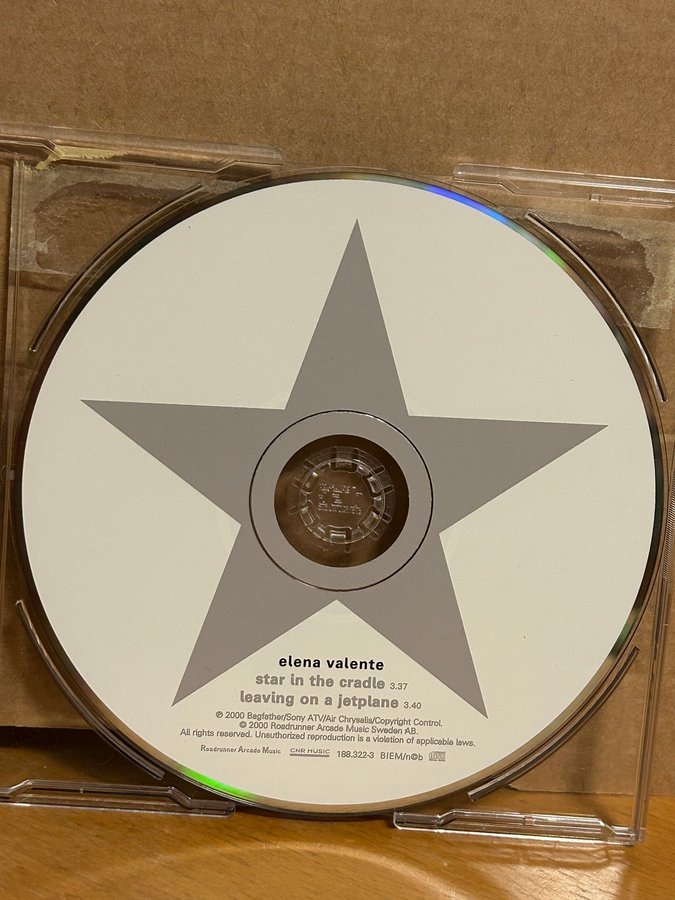 elena valente
star in the cradle 3.37
leaving on a jetplane 3.40
℗ 2000 Bagfather/Sony ATV/Air Chrysalis/Copyright Control.
© 2000 Roadrunner Arcade Music Sweden AB.
All rights reserved. Unauthorized reproduction is a violation of applicable laws.
Roadrunner Arcade Music CNR MUSIC 188.322-3 BIEM/n©b